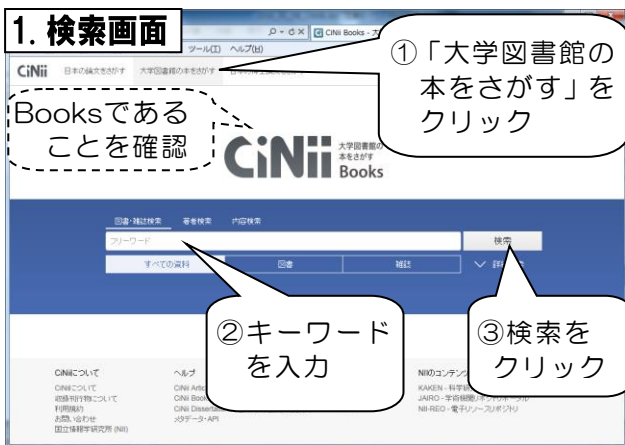 1. 検索画面
CiNii Books - 大
ツール(T) ヘルプ(H)
CiNii 日本の論文をさがす 大学図書館の本をさがす
①「大学図書館の
本をさがす」を
クリック
Booksである
ことを確認
CiNii 大学図書館の
本をさがす
Books
図書・雑誌検索 著者検索 内容検索
フリーワード 検索
すべての資料 図書 雑誌
②キーワード
を入力
③検索を
クリック
CiNiiについて ヘルプ NIIのコンテンツ
CiNiiについて CiNii KAKEN - 科学
収録刊行物について CiNii JAIRO - 学術機関リポジトリポータル
利用規約 CiNii NII-REO - 電子リソースリポジトリ
お問い合わせ メタデータ・API
国立情報学研究所 (NII)